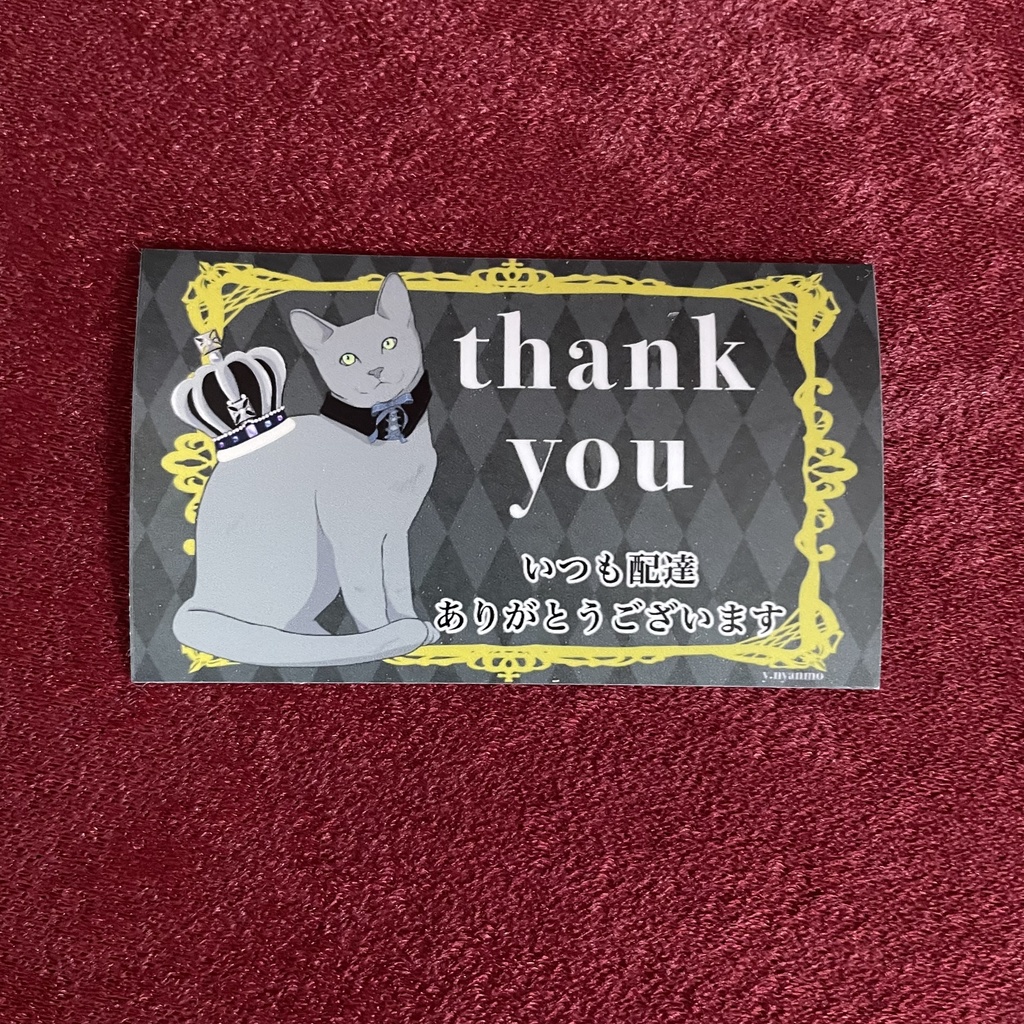 thank
you
いつも配達
ありがとうございます
y.nyanmo